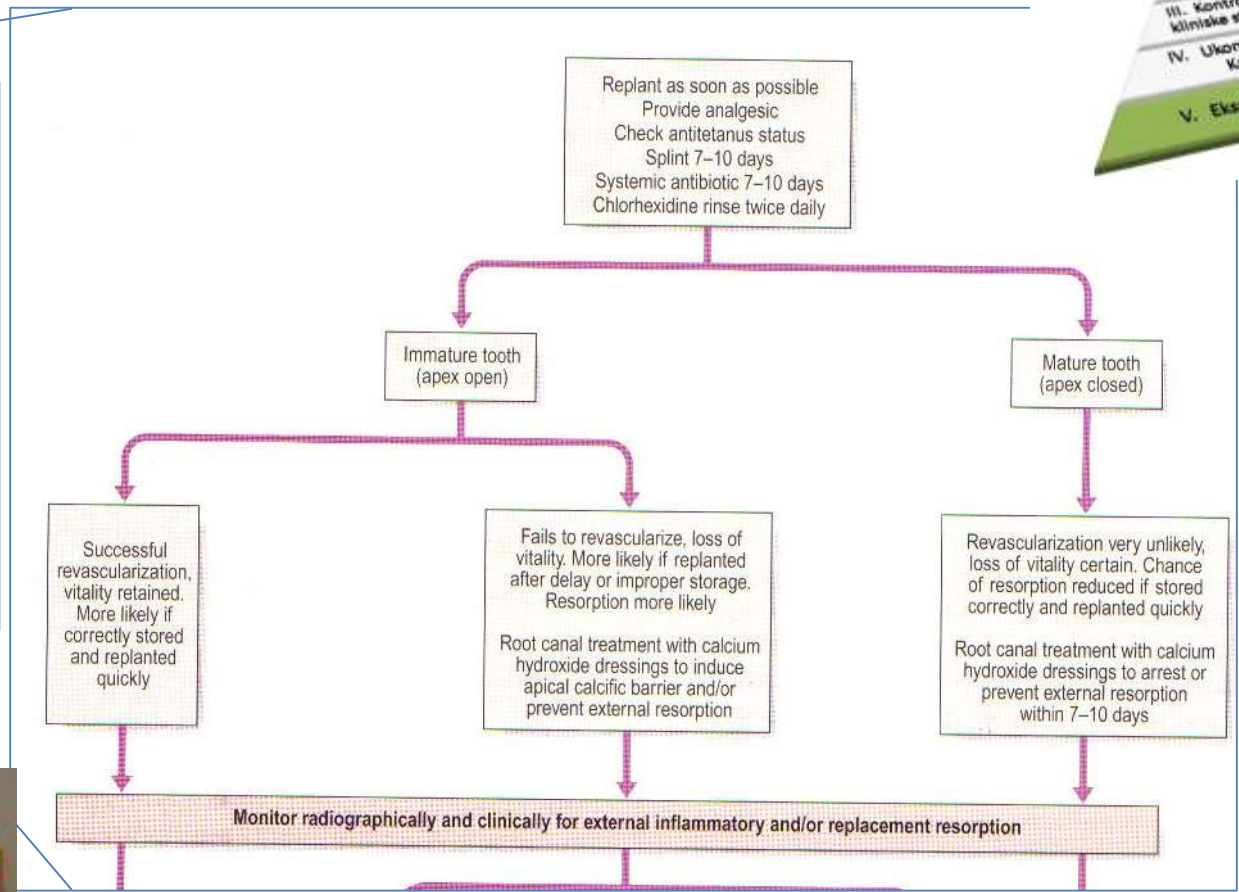 III.
kliniske
IV.
V.
Replant as soon as possible
Provide analgesic
Check antitetanus status
Splint 7–10 days
Systemic antibiotic 7–10 days
Chlorhexidine rinse twice daily
Immature tooth
(apex open)
Mature tooth
(apex closed)
Successful
revascularization,
vitality retained.
More likely if
correctly stored
and replanted
quickly
Fails to revascularize, loss of
vitality. More likely if replanted
after delay or improper storage.
Resorption more likely
Root canal treatment with calcium
hydroxide dressings to induce
apical calcific barrier and/or
prevent external resorption
Revascularization very unlikely,
loss of vitality certain. Chance
of resorption reduced if stored
correctly and replanted quickly
Root canal treatment with calcium
hydroxide dressings to arrest or
prevent external resorption
within 7–10 days
Monitor radiographically and clinically for external inflammatory and/or replacement resorption